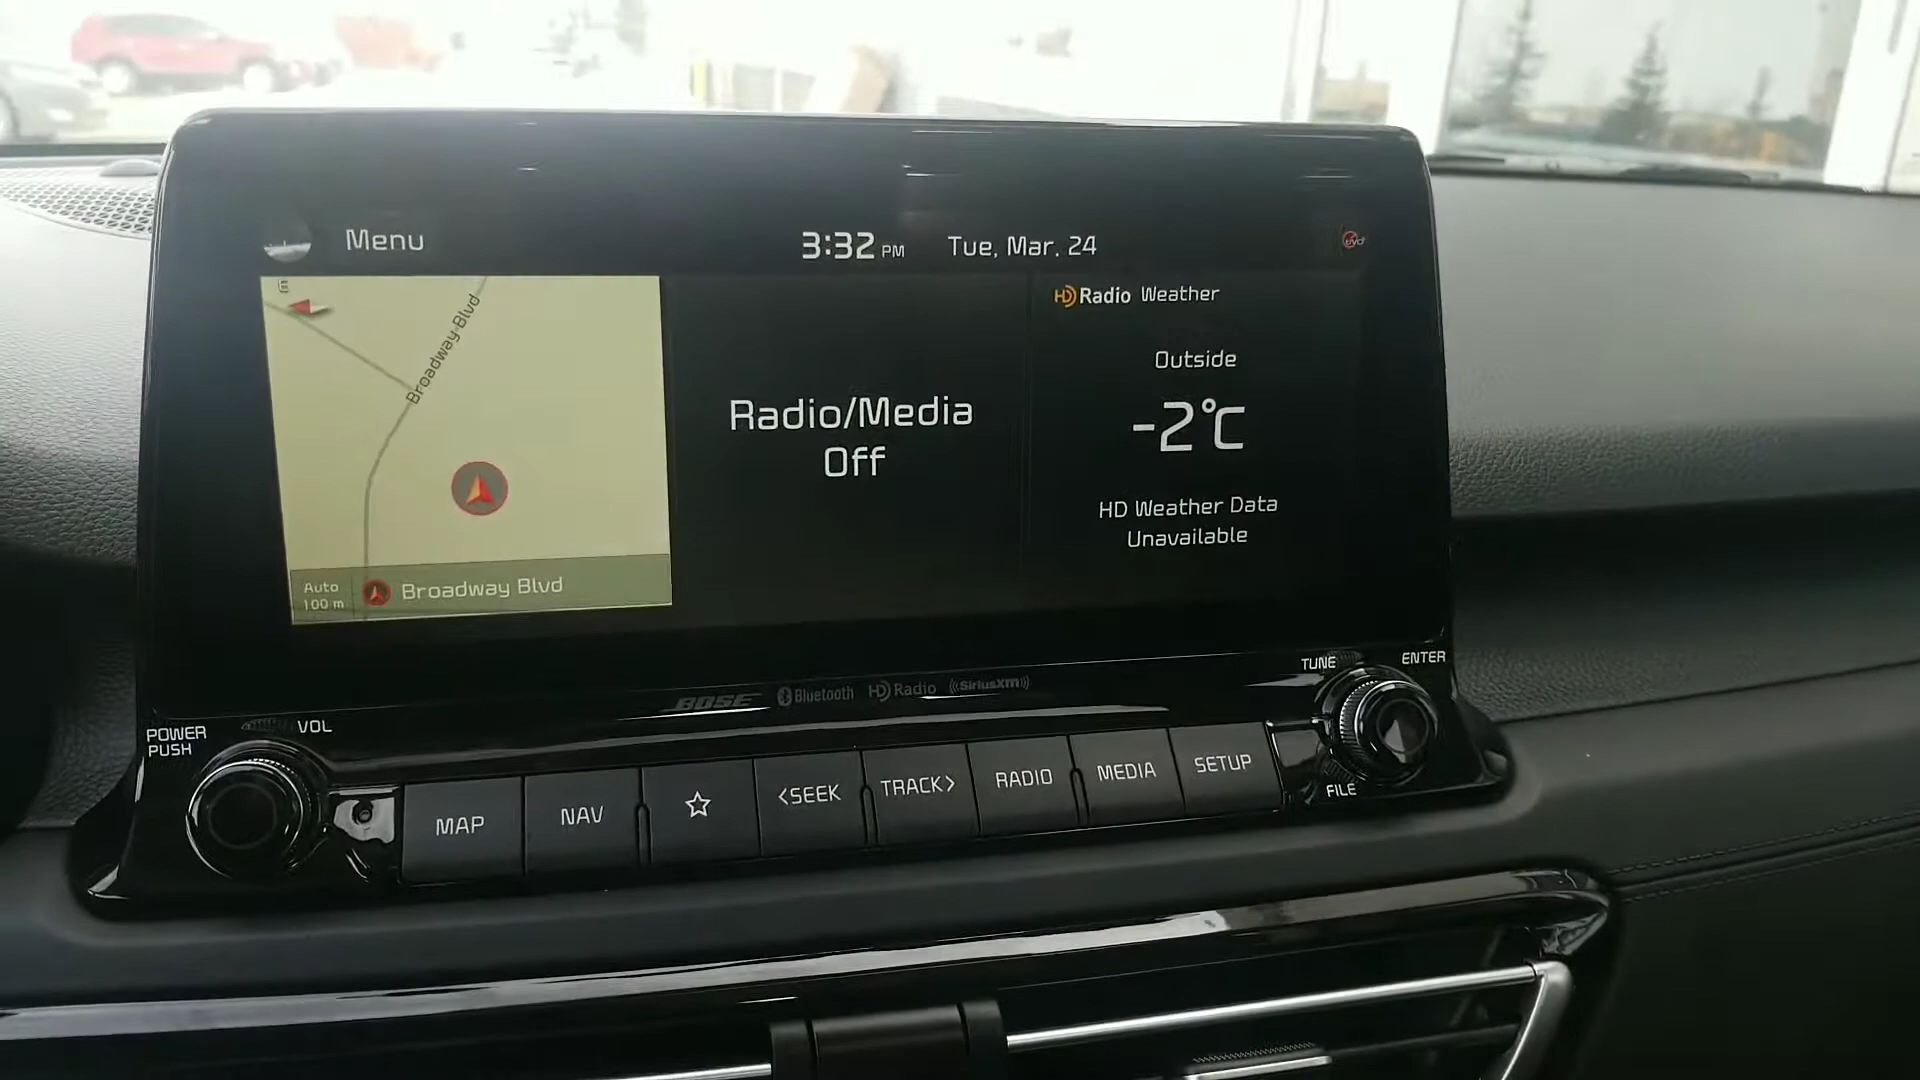 Menu
3:32 PM
Tue, Mar. 24
UVO
E
Broadway Blvd
Auto
100 m
Broadway Blvd
Radio/Media
Off
HD Radio Weather
Outside
-2°C
HD Weather Data
Unavailable
BOSE
Bluetooth
HD Radio
((SiriusXM))
POWER
PUSH
VOL
TUNE
ENTER
FILE
MAP
NAV
<SEEK
TRACK>
RADIO
MEDIA
SETUP